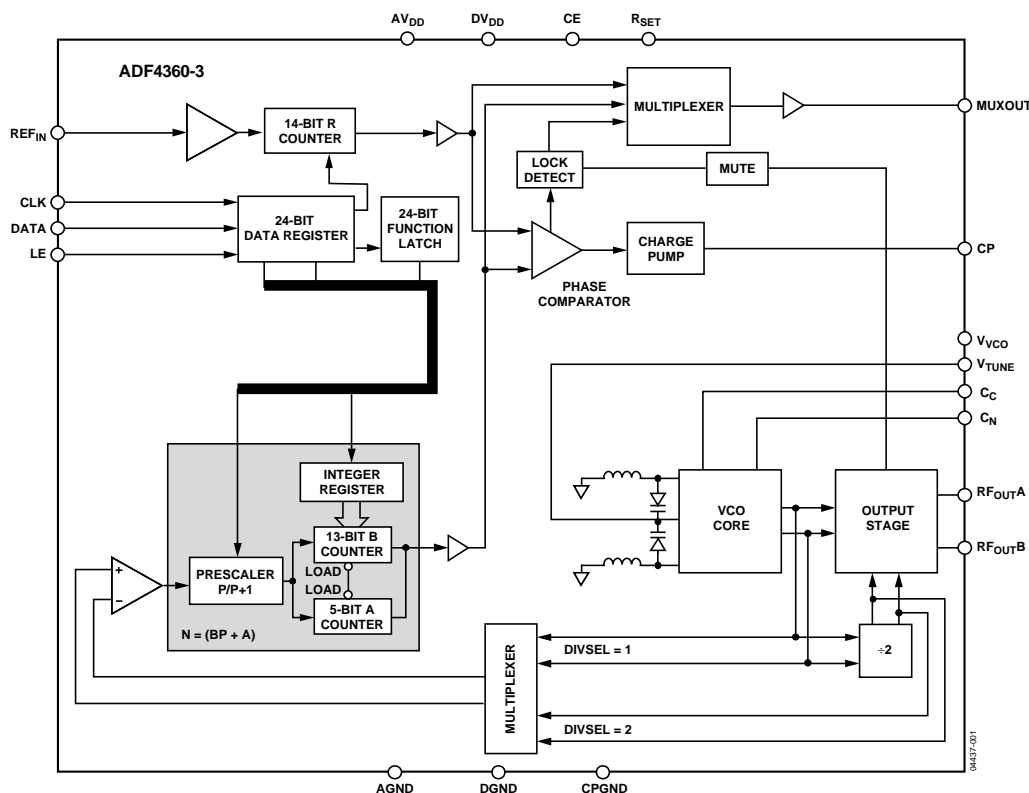 AVDD
DVDD
CE
RSET
ADF4360-3
MULTIPLEXER
MUXOUT
REFIN
14-BIT R
COUNTER
LOCK
DETECT
MUTE
CLK
DATA
LE
24-BIT
DATA REGISTER
24-BIT
FUNCTION
LATCH
CHARGE
PUMP
CP
PHASE
COMPARATOR
VVCO
VTUNE
CC
CN
INTEGER
REGISTER
VCO
CORE
OUTPUT
STAGE
RFOUTA
RFOUTB
13-BIT B
COUNTER
LOAD
LOAD
PRESCALER
P/P+1
5-BIT A
COUNTER
+
−
N = (BP + A)
MULTIPLEXER
DIVSEL = 1
÷2
DIVSEL = 2
04437-001
AGND
DGND
CPGND